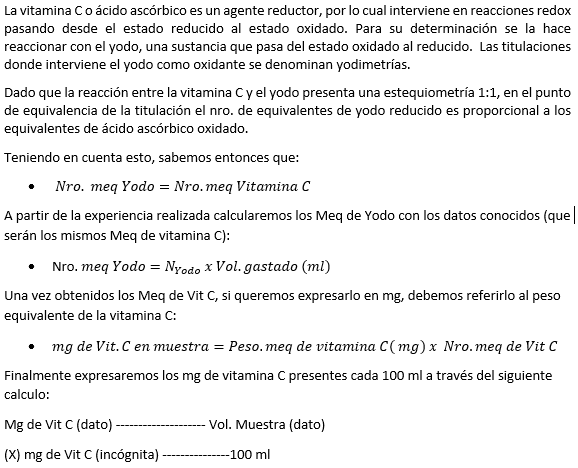 La vitamina C o ácido ascórbico es un agente reductor, por lo cual interviene en reacciones redox
pasando desde el estado reducido al estado oxidado. Para su determinación se la hace
reaccionar con el yodo, una sustancia que pasa del estado oxidado al reducido. Las titulaciones
donde interviene el yodo como oxidante se denominan yodimetrías.
Dado que la reacción entre la vitamina C y el yodo presenta una estequiometría 1:1, en el punto
de equivalencia de la titulación el nro. de equivalentes de yodo reducido es proporcional a los
equivalentes de ácido ascórbico oxidado.
Teniendo en cuenta esto, sabemos entonces que:
• Nro. meq Yodo = Nro. meq Vitamina C
A partir de la experiencia realizada calcularemos los Meq de Yodo con los datos conocidos (que
serán los mismos Meq de vitamina C):
• Nro. meq Yodo = N_Yodo x Vol. gastado (ml)
Una vez obtenidos los Meq de Vit C, si queremos expresarlo en mg, debemos referirlo al peso
equivalente de la vitamina C:
• mg de Vit. C en muestra = Peso. meq de vitamina C( mg) x Nro. meq de Vit C
Finalmente expresaremos los mg de vitamina C presentes cada 100 ml a través del siguiente
calculo:
Mg de Vit C (dato) -------------------- Vol. Muestra (dato)
(X) mg de Vit C (incógnita) ---------------100 ml